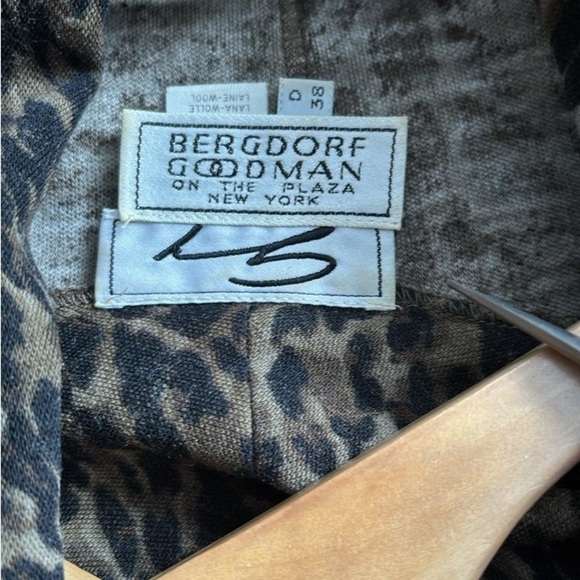 LANA-WOLLE
LAINE-WOOL
D
38
BERGDORF
GOODMAN
ON THE PLAZA
NEW YORK